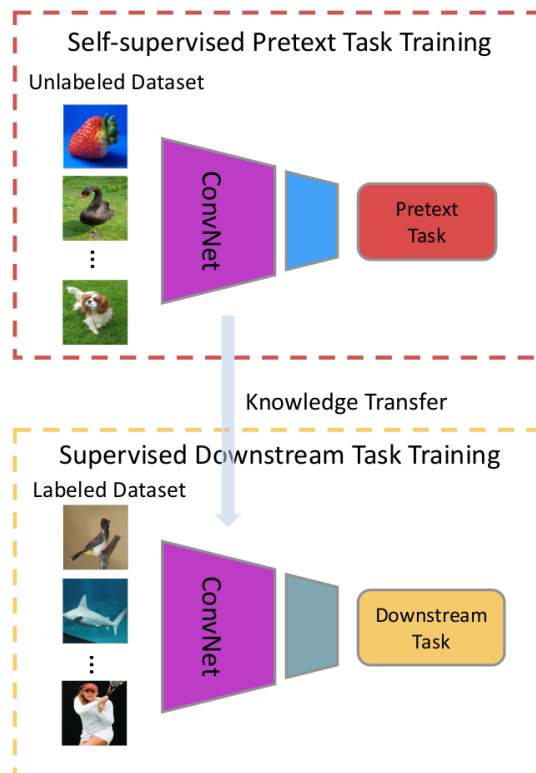 Self-supervised Pretext Task Training
Unlabeled Dataset
ConvNet
Pretext
Task
...
Knowledge Transfer
Supervised Downstream Task Training
Labeled Dataset
ConvNet
Downstream
Task
...